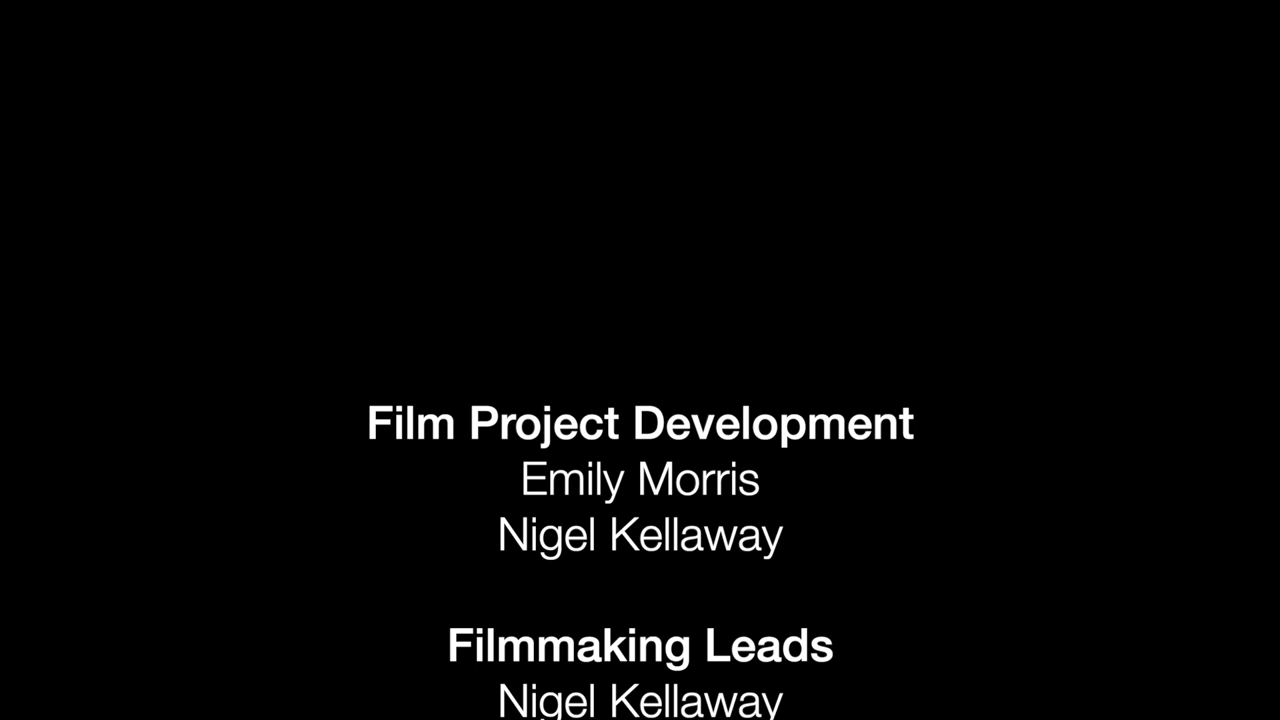 Film Project Development
Emily Morris
Nigel Kellaway
Filmmaking Leads
Nigel Kellaway